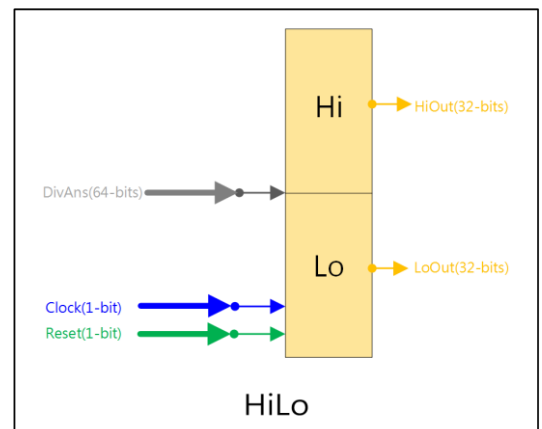 Hi
HiOut(32-bits)
DivAns(64-bits)
Lo
LoOut(32-bits)
Clock(1-bit)
Reset(1-bit)
HiLo